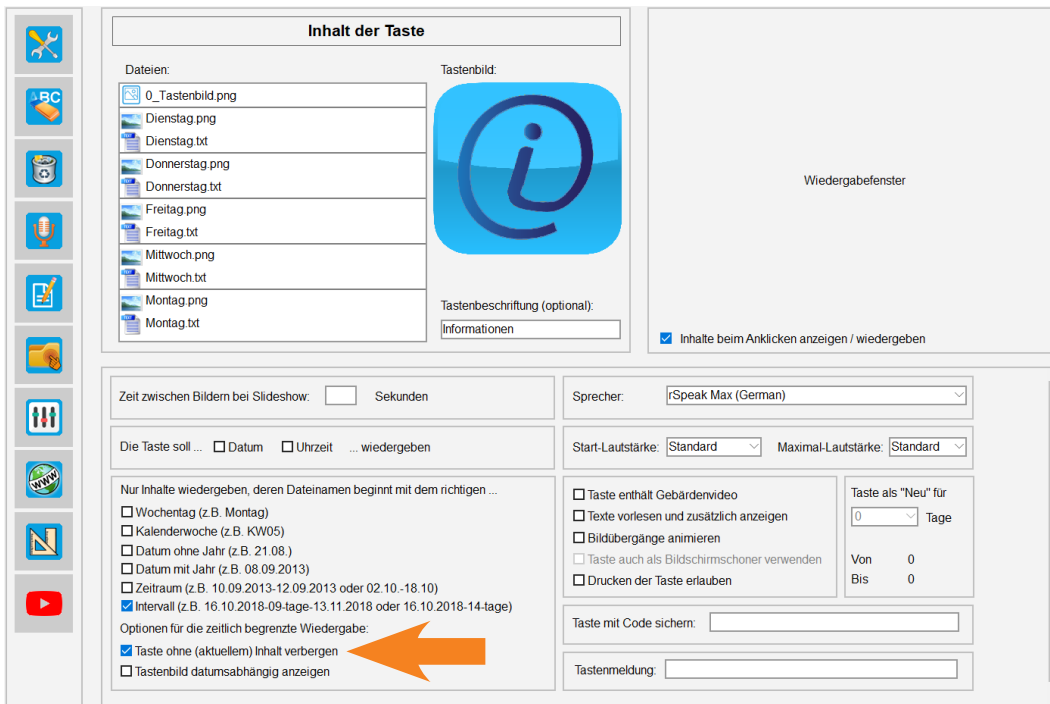 Inhalt der Taste
Dateien:
Tastenbild:
0_Tastenbild.png
Dienstag.png
Dienstag.txt
Donnerstag.png
Donnerstag.txt
Freitag.png
Freitag.txt
Mittwoch.png
Mittwoch.txt
Montag.png
Montag.txt
Tastenbeschriftung (optional):
Informationen
Wiedergabefenster
Inhalte beim Anklicken anzeigen / wiedergeben
ABC
WWW
Zeit zwischen Bildern bei Slideshow: Sekunden
Die Taste soll ... Datum Uhrzeit ... wiedergeben
Nur Inhalte wiedergeben, deren Dateinamen beginnt mit dem richtigen ...
Wochentag (z.B. Montag)
Kalenderwoche (z.B. KW05)
Datum ohne Jahr (z.B. 21.08.)
Datum mit Jahr (z.B. 08.09.2013)
Zeitraum (z.B. 10.09.2013-12.09.2013 oder 02.10.-18.10)
Intervall (z.B. 16.10.2018-09-tage-13.11.2018 oder 16.10.2018-14-tage)
Optionen für die zeitlich begrenzte Wiedergabe:
Taste ohne (aktuellem) Inhalt verbergen
Tastenbild datumsabhängig anzeigen
Sprecher: rSpeak Max (German)
Start-Lautstärke: Standard Maximal-Lautstärke: Standard
Taste enthält Gebärdenvideo
Texte vorlesen und zusätzlich anzeigen
Bildübergänge animieren
Taste auch als Bildschirmschoner verwenden
Drucken der Taste erlauben
Taste als "Neu" für
0 Tage
Von 0
Bis 0
Taste mit Code sichern:
Tastenmeldung: